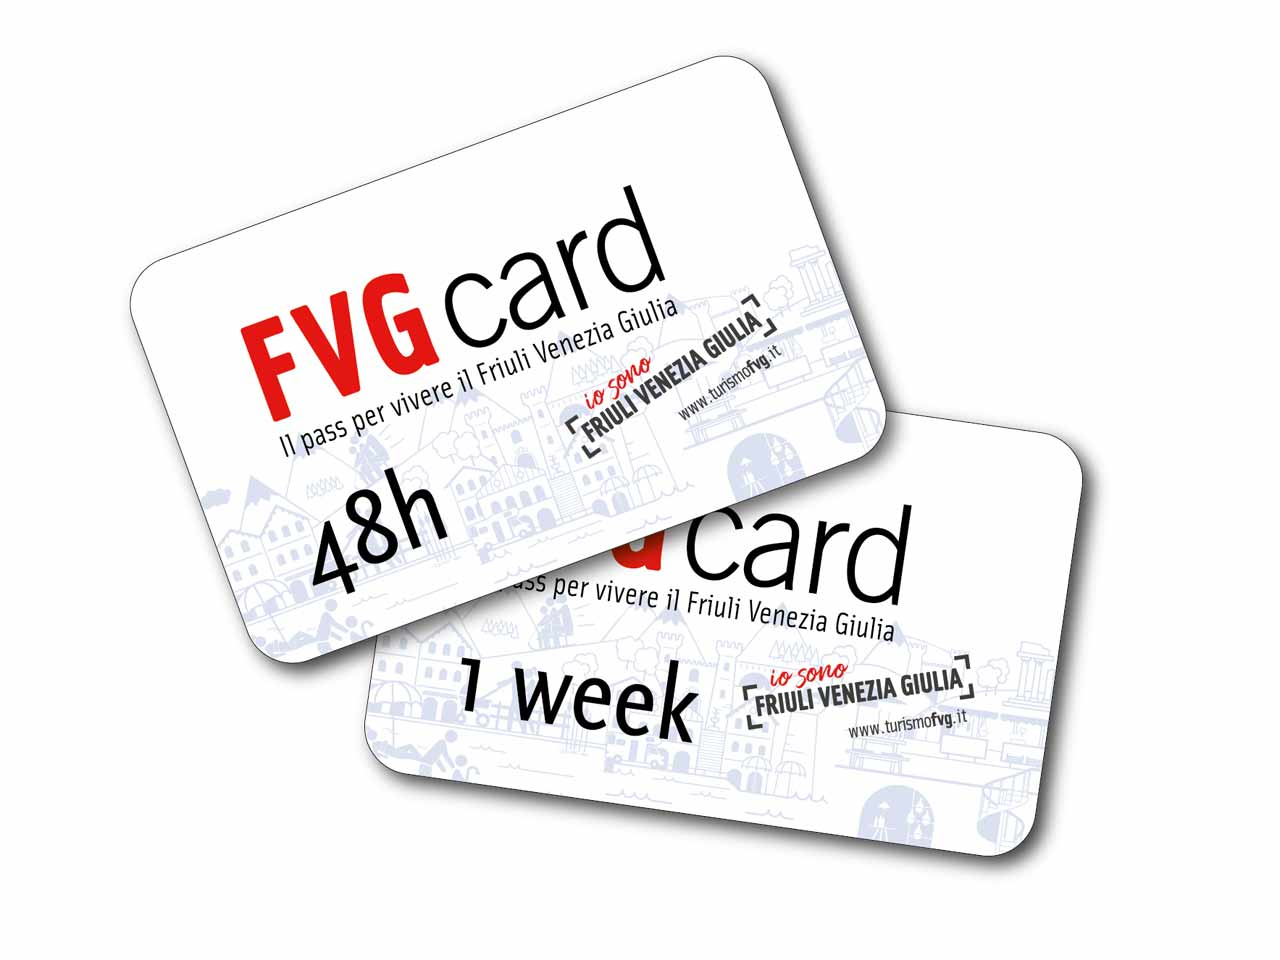 FVG card
Il pass per vivere il Friuli Venezia Giulia
io sono
FRIULI VENEZIA GIULIA
www.turismofvg.it
48h
card
per vivere il Friuli Venezia Giulia
1 week
io sono
FRIULI VENEZIA GIULIA
www.turismofvg.it